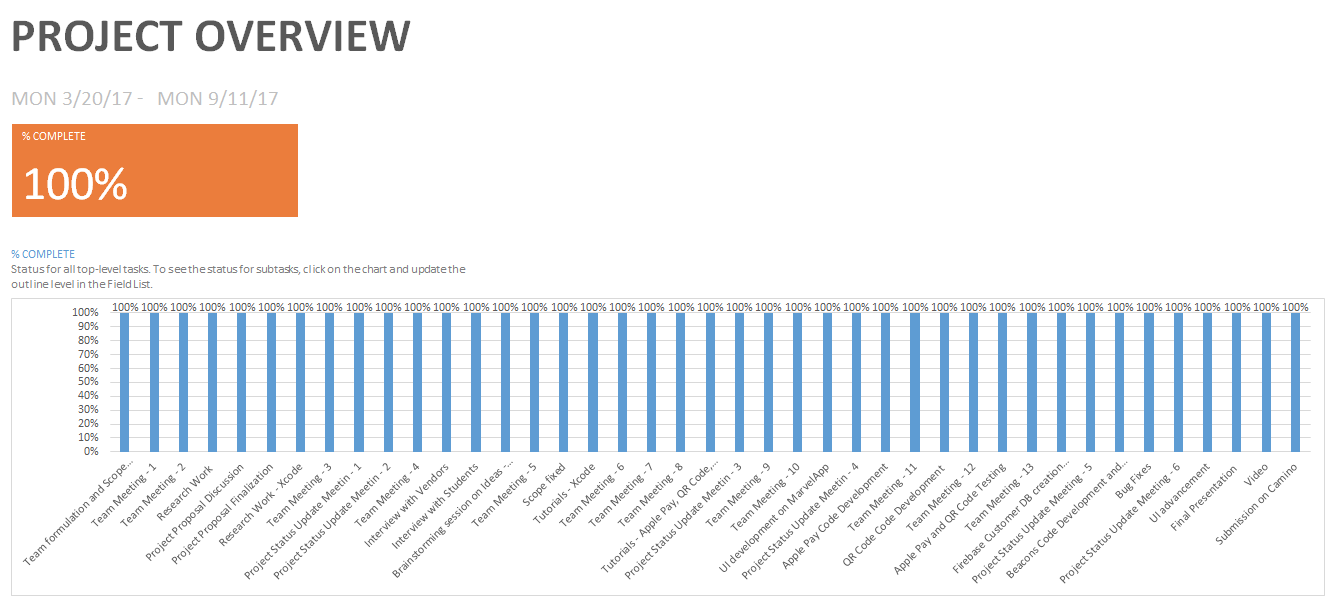 PROJECT OVERVIEW
MON 3/20/17 - MON 9/11/17
% COMPLETE
100%
% COMPLETE
Status for all top-level tasks. To see the status for subtasks, click on the chart and update the
outline level in the Field List.
100% 100% 100% 100% 100% 100% 100% 100% 100% 100% 100% 100% 100% 100% 100% 100% 100% 100% 100% 100% 100% 100% 100% 100% 100% 100% 100% 100% 100% 100% 100% 100% 100% 100% 100% 100% 100% 100% 100% 100% 100%
100%
90%
80%
70%
60%
50%
40%
30%
20%
10%
0%
Team formulation and Scope…
Team Meeting - 1
Team Meeting - 2
Research Work
Project Proposal Discussion
Project Proposal Finalization
Research Work - Xcode
Team Meeting - 3
Project Status Update Meetin - 1
Project Status Update Meetin - 2
Team Meeting - 4
Interview with Vendors
Interview with Students
Brainstorming session on Ideas -…
Team Meeting - 5
Scope fixed
Tutorials - Xcode
Team Meeting - 6
Team Meeting - 7
Team Meeting - 8
Tutorials - Apple Pay, QR Code,…
Project Status Update Meetin - 3
Team Meeting - 9
Team Meeting - 10
UI development on MarvelApp
Project Status Update Meetin - 4
Apple Pay Code Development
Team Meeting - 11
QR Code Code Development
Team Meeting - 12
Apple Pay and QR Code Testing
Team Meeting - 13
Firebase Customer DB creation…
Project Status Update Meeting - 5
Beacons Code Development and…
Bug Fixes
Project Status Update Meeting - 6
UI advancement
Final Presentation
Video
Submission on Camino